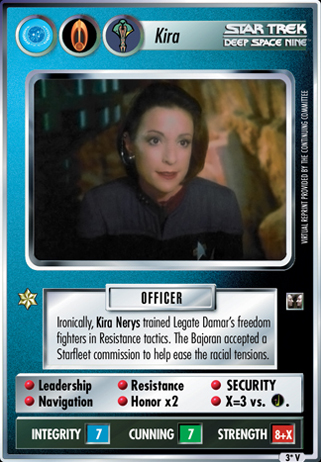 Kira
STAR TREK
DEEP SPACE NINE
VIRTUAL REPRINT PROVIDED BY THE CONTINUING COMMITTEE
OFFICER
Ironically, Kira Nerys trained Legate Damar's freedom
fighters in Resistance tactics. The Bajoran accepted a
Starfleet commission to help ease the racial tensions.
Leadership Resistance SECURITY
Navigation Honor x2 X=3 vs. .
INTEGRITY 7 CUNNING 7 STRENGTH 8+X
3* V